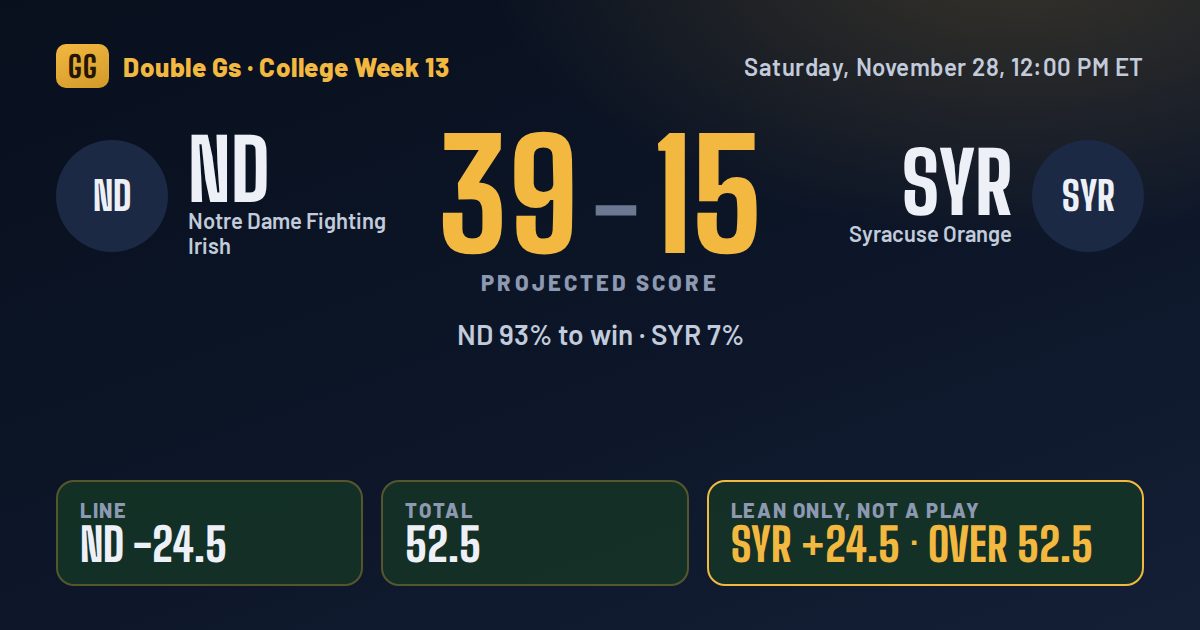 GG Double Gs · College Week 13
Saturday, November 28, 12:00 PM ET
ND
ND
Notre Dame Fighting
Irish
39 – 15
PROJECTED SCORE
ND 93% to win · SYR 7%
SYR
Syracuse Orange
SYR
LINE
ND −24.5
TOTAL
52.5
LEAN ONLY, NOT A PLAY
SYR +24.5 · OVER 52.5